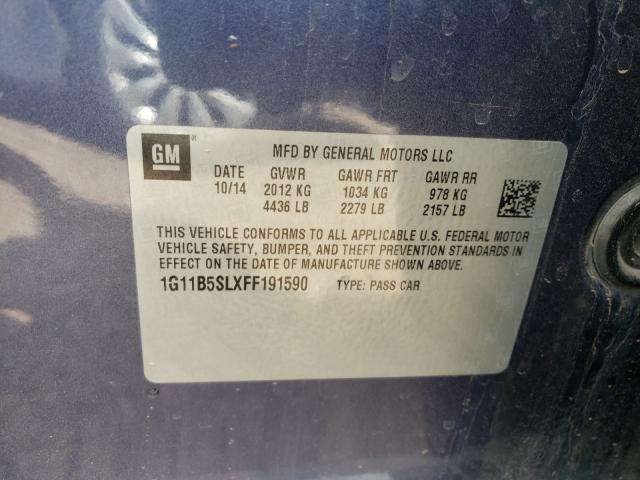 GM
MFD BY GENERAL MOTORS LLC
DATE GVWR GAWR FRT GAWR RR
10/14 2012 KG 1034 KG 978 KG
4436 LB 2279 LB 2157 LB
THIS VEHICLE CONFORMS TO ALL APPLICABLE U.S. FEDERAL MOTOR
VEHICLE SAFETY, BUMPER, AND THEFT PREVENTION STANDARDS IN
EFFECT ON THE DATE OF MANUFACTURE SHOWN ABOVE.
1G11B5SLXFF191590 TYPE: PASS CAR